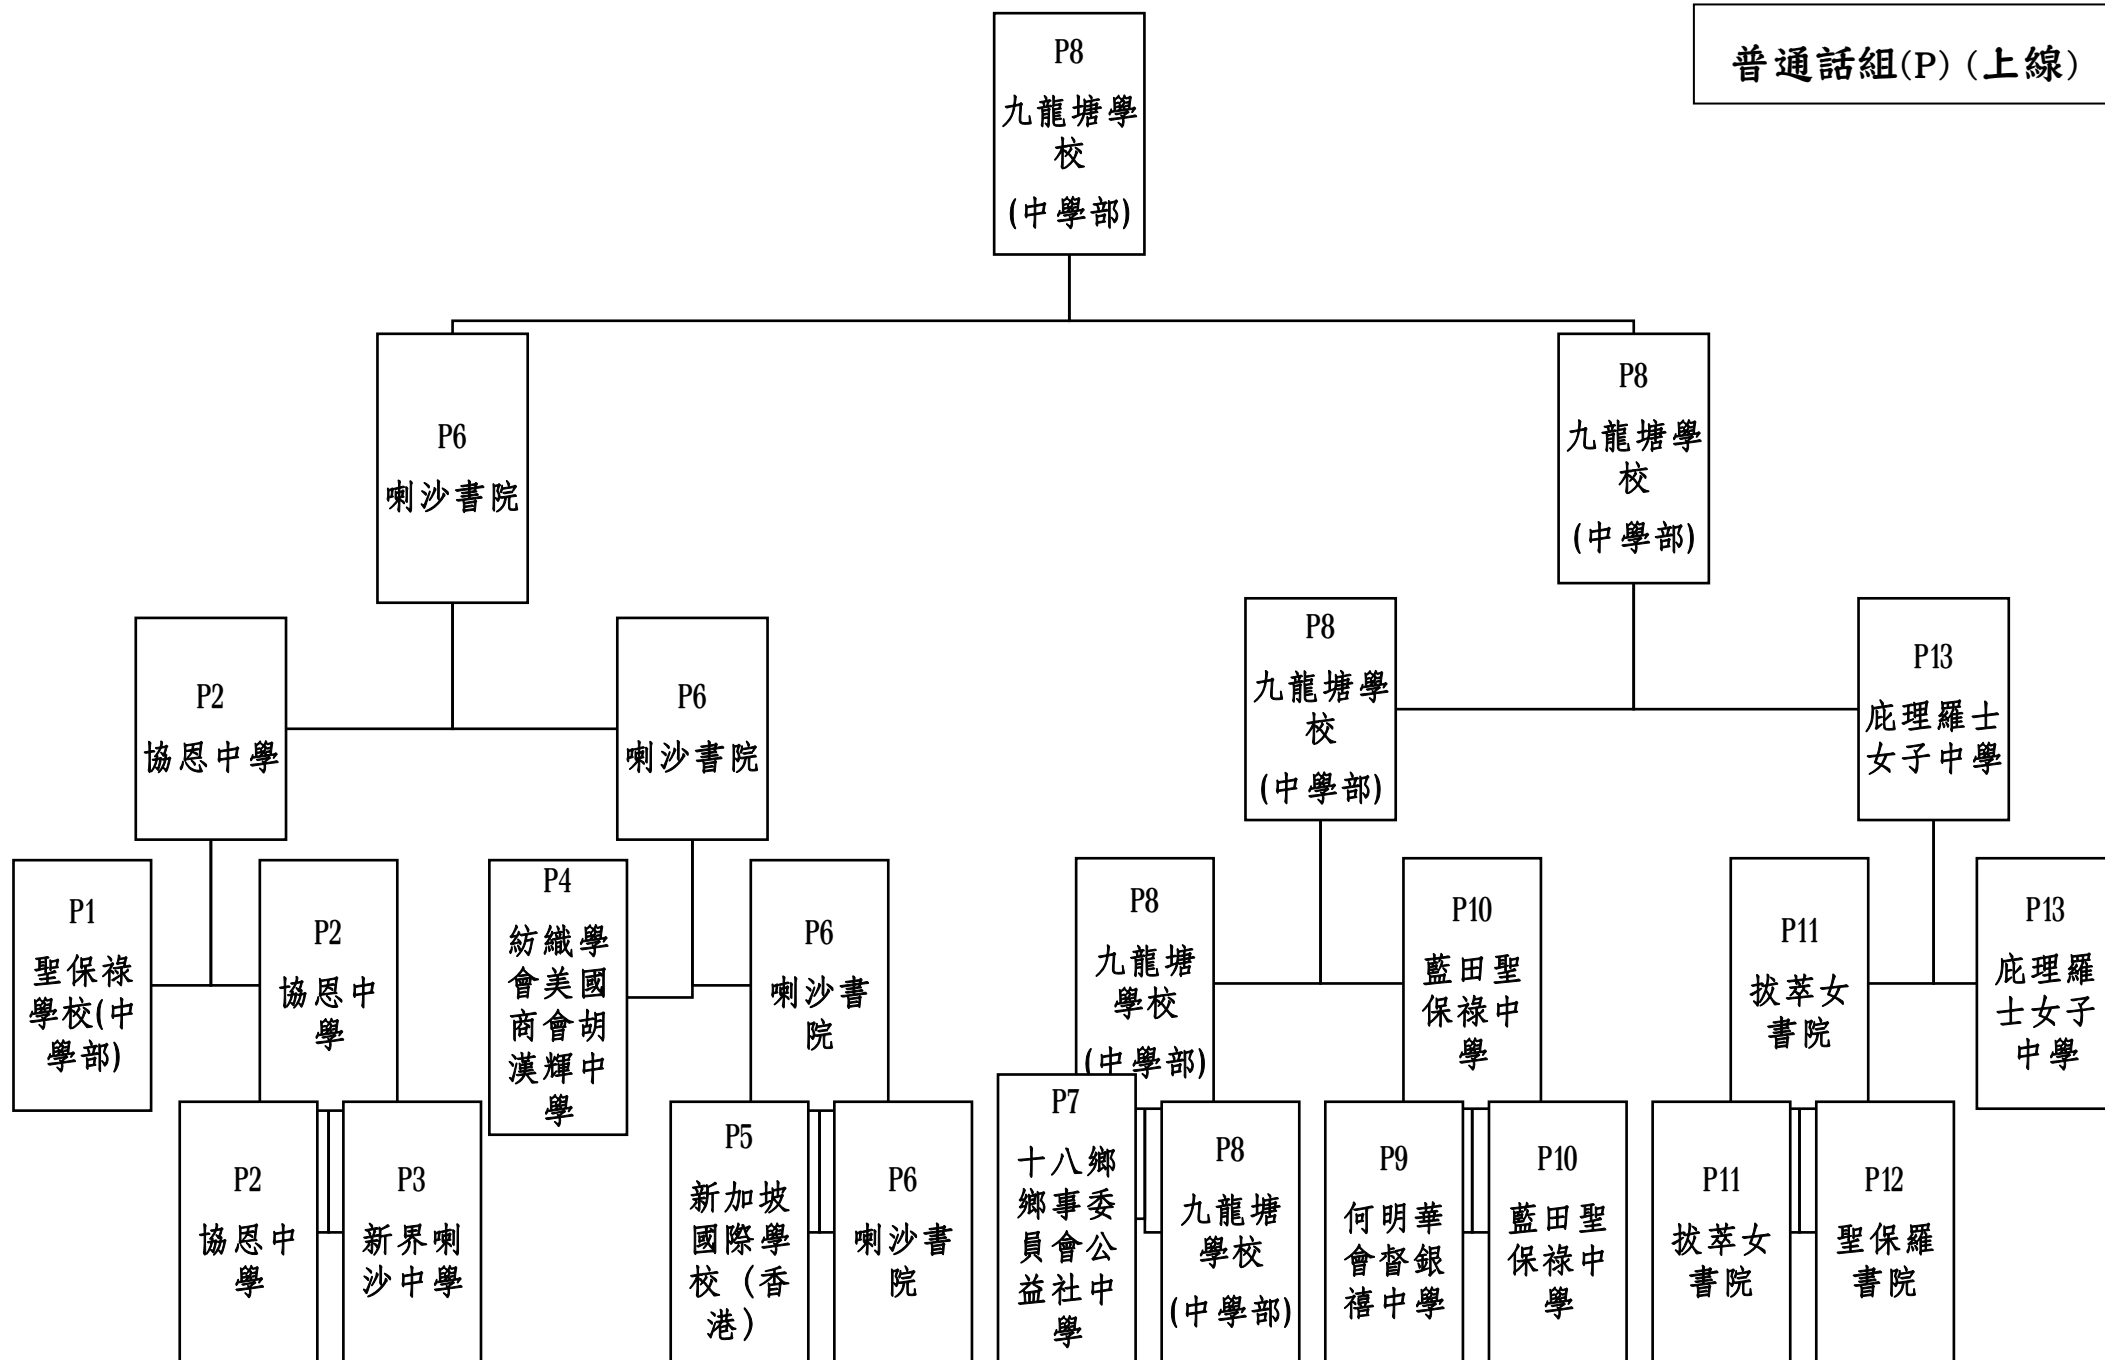 普通話組(P) (上線)
P8
九龍塘學
校
(中學部)
P6
喇沙書院
P8
九龍塘學
校
(中學部)
P2
協恩中學
P6
喇沙書院
P8
九龍塘學
校
(中學部)
P13
庇理羅士
女子中學
P1
聖保祿
學校(中
學部)
P2
協恩中
學
P4
紡織學
會美國
商會胡
漢輝中
學
P6
喇沙書
院
P8
九龍塘
學校
(中學部)
P10
藍田聖
保祿中
學
P11
拔萃女
書院
P13
庇理羅
士女子
中學
P2
協恩中
學
P3
新界喇
沙中學
P5
新加坡
國際學
校（香
港）
P6
喇沙書
院
P7
十八鄉
鄉事委
員會公
益社中
學
P8
九龍塘
學校
(中學部)
P9
何明華
會督銀
禧中學
P10
藍田聖
保祿中
學
P11
拔萃女
書院
P12
聖保羅
書院